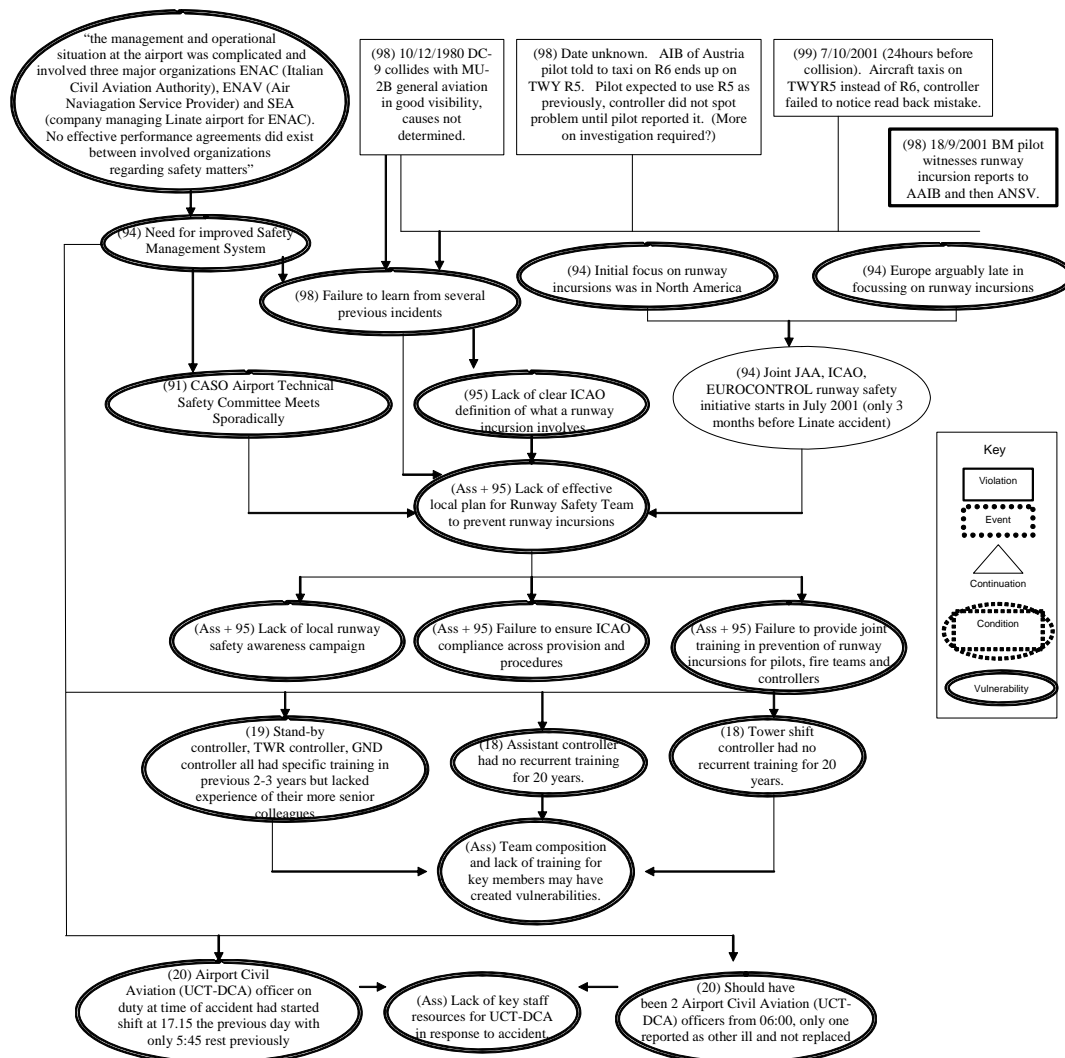 “the management and operational
situation at the airport was complicated and
involved three major organizations ENAC (Italian
Civil Aviation Authority), ENAV (Air
Naviagation Service Provider) and SEA
(company managing Linate airport for ENAC).
No effective performance agreements did exist
between involved organizations
regarding safety matters”
(98) 10/12/1980 DC-
9 collides with MU-
2B general aviation
in good visibility,
causes not
determined.
(98) Date unknown. AIB of Austria
pilot told to taxi on R6 ends up on
TWY R5. Pilot expected to use R5 as
previously, controller did not spot
problem until pilot reported it. (More
on investigation required?)
(99) 7/10/2001 (24hours before
collision). Aircraft taxis on
TWYR5 instead of R6, controller
failed to notice read back mistake.
(98) 18/9/2001 BM pilot
witnesses runway
incursion reports to
AAIB and then ANSV.
(94) Need for improved Safety
Management System
(94) Initial focus on runway
incursions was in North America
(94) Europe arguably late in
focussing on runway incursions
(98) Failure to learn from several
previous incidents
(91) CASO Airport Technical
Safety Committee Meets
Sporadically
(95) Lack of clear ICAO
definition of what a runway
incursion involves
(94) Joint JAA, ICAO,
EUROCONTROL runway safety
initiative starts in July 2001 (only 3
months before Linate accident)
Key
Violation
Event
Continuation
Condition
Vulnerability
(Ass + 95) Lack of effective
local plan for Runway Safety Team
to prevent runway incursions
(Ass + 95) Lack of local runway
safety awareness campaign
(Ass + 95) Failure to ensure ICAO
compliance across provision and
procedures
(Ass + 95) Failure to provide joint
training in prevention of runway
incursions for pilots, fire teams and
controllers
(19) Stand-by
controller, TWR controller, GND
controller all had specific training in
previous 2-3 years but lacked
experience of their more senior
colleagues
(18) Assistant controller
had no recurrent training
for 20 years.
(18) Tower shift
controller had no
recurrent training for 20
years.
(Ass) Team composition
and lack of training for
key members may have
created vulnerabilities.
(20) Airport Civil
Aviation (UCT-DCA) officer on
duty at time of accident had started
shift at 17.15 the previous day with
only 5:45 rest previously
(Ass) Lack of key staff
resources for UCT-DCA
in response to accident.
(20) Should have
been 2 Airport Civil Aviation (UCT-
DCA) officers from 06:00, only one
reported as other ill and not replaced